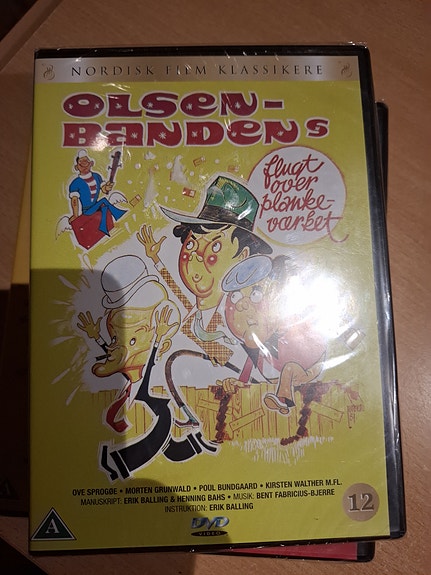 NORDISK FILM KLASSIKERE
OLSEN-
BANDENS
flugt
over
planke-
værket
OVE SPROGØE • MORTEN GRUNWALD • POUL BUNDGAARD • KIRSTEN WALTHER M.FL.
MANUSKRIPT: ERIK BALLING & HENNING BAHS • MUSIK: BENT FABRICIUS-BJERRE
INSTRUKTION: ERIK BALLING
12
A
DVD
VIDEO